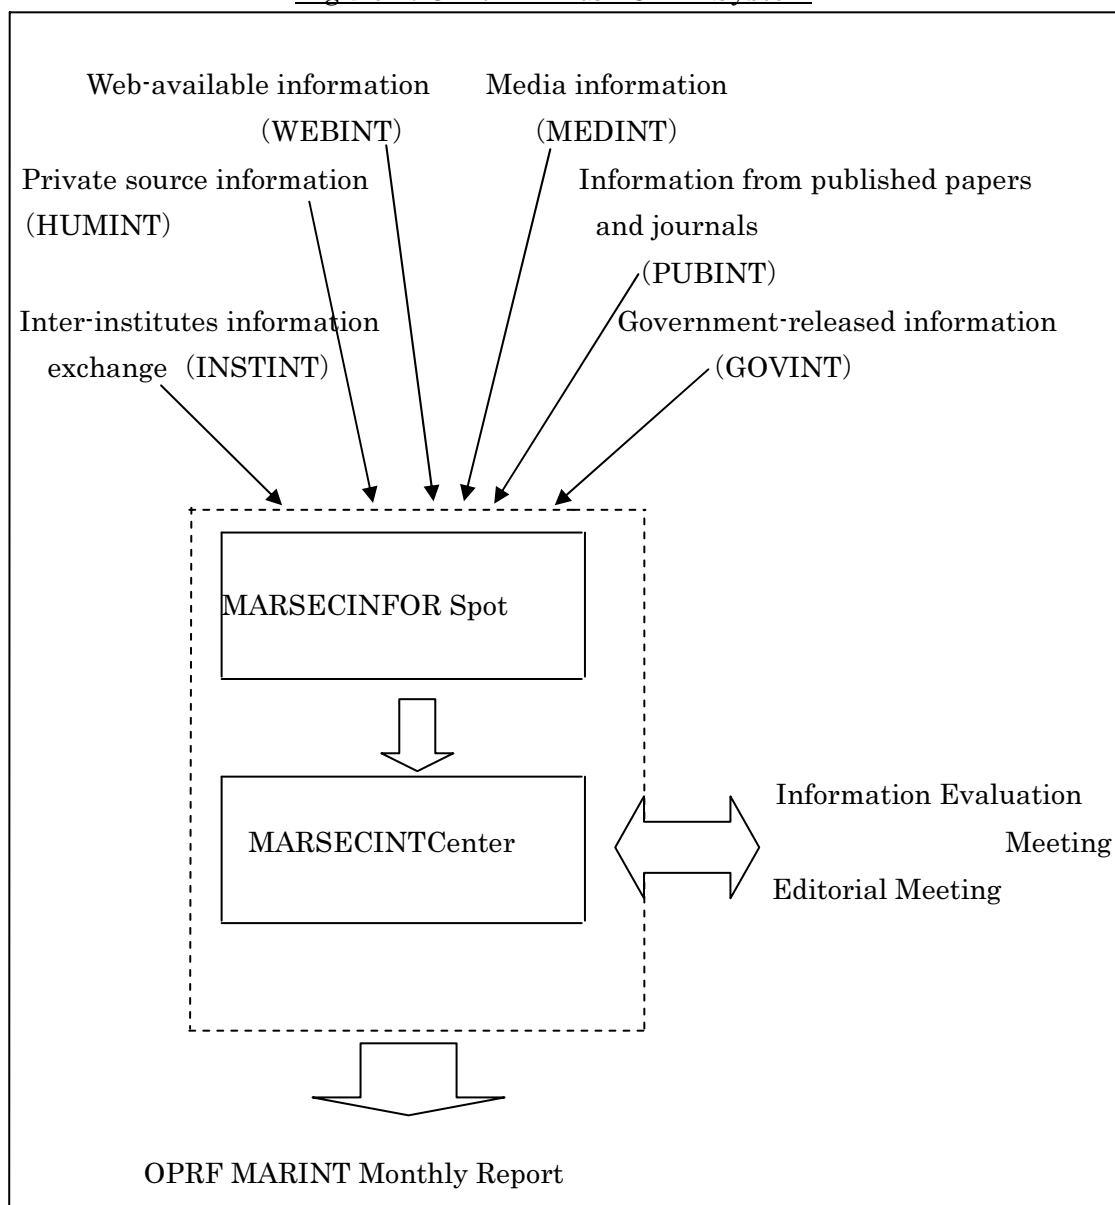 Web-available information
(WEBINT)
Media information
(MEDINT)
Private source information
(HUMINT)
Information from published papers
and journals
(PUBINT)
Inter-institutes information
exchange (INSTINT)
Government-released information
(GOVINT)
MARSECINFOR Spot
MARSECINTCenter
Information Evaluation
Meeting
Editorial Meeting
OPRF MARINT Monthly Report